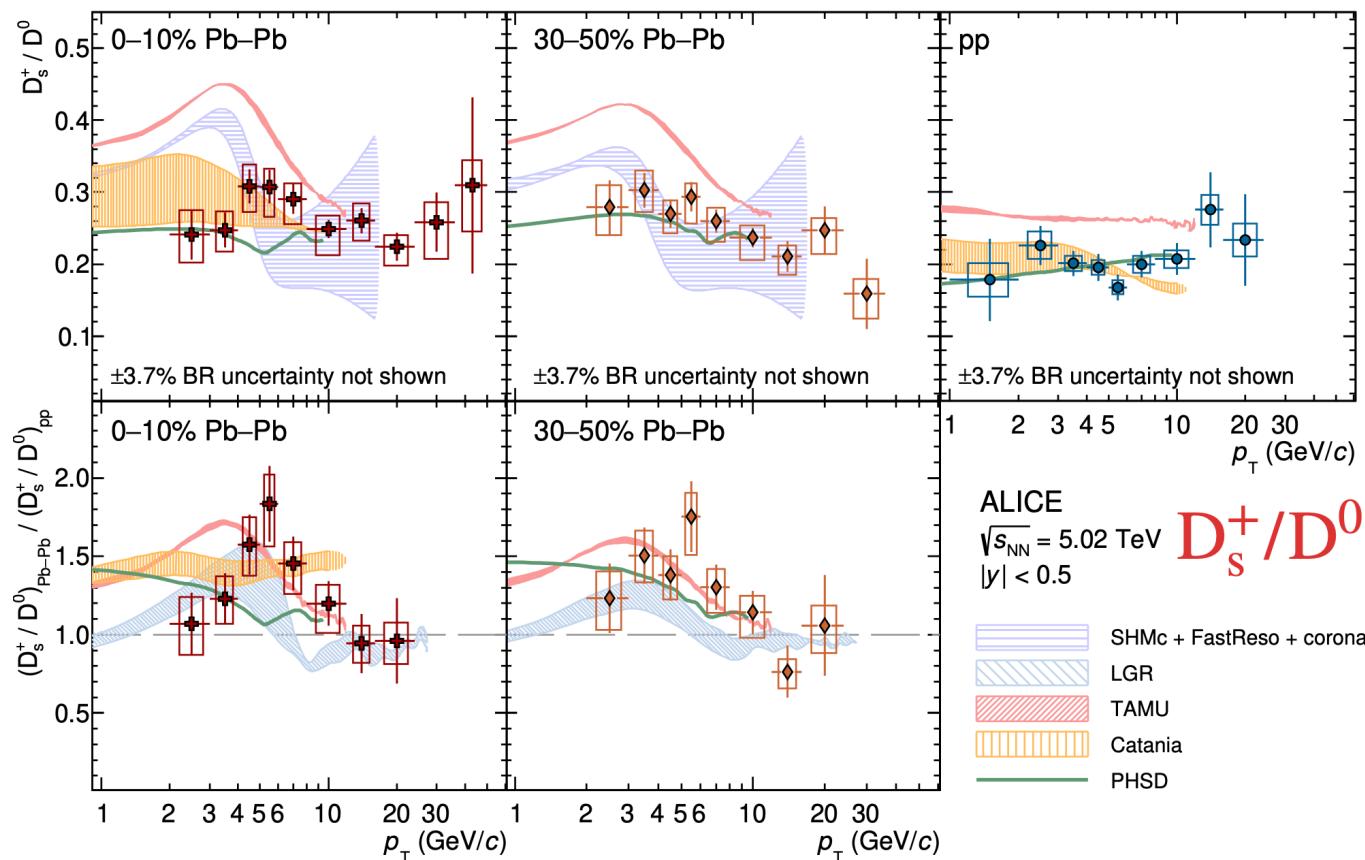 D_s^+ / D^0
0–10% Pb–Pb
0.5
0.4
0.3
0.2
0.1
±3.7% BR uncertainty not shown
30–50% Pb–Pb
±3.7% BR uncertainty not shown
pp
±3.7% BR uncertainty not shown
2 3 4 5 10 20 30
p_T (GeV/c)
(D_s^+ / D^0)_Pb–Pb / (D_s^+ / D^0)_pp
0–10% Pb–Pb
2.0
1.5
1.0
0.5
1 2 3 4 5 6 10 20 30
p_T (GeV/c)
30–50% Pb–Pb
1 2 3 4 5 6 10 20 30
p_T (GeV/c)
ALICE
√s_NN = 5.02 TeV
|y| < 0.5
D_s^+/D^0
SHMc + FastReso + corona
LGR
TAMU
Catania
PHSD